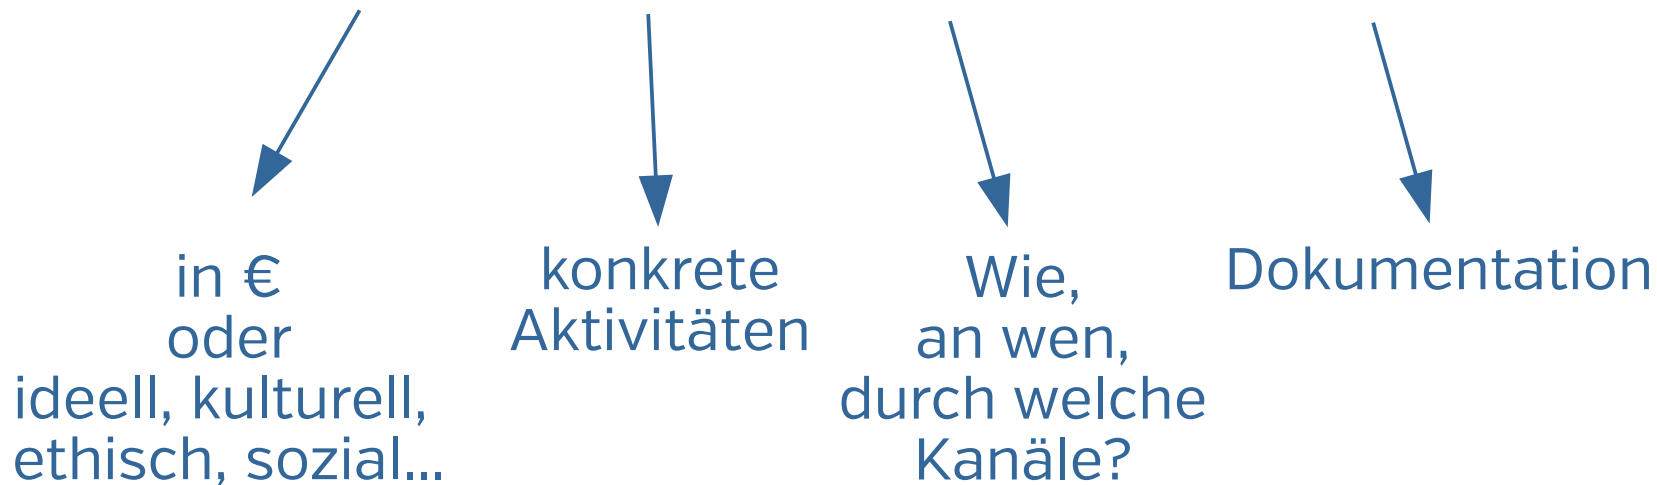 in €
oder
ideell, kulturell,
ethisch, sozial...
konkrete
Aktivitäten
Wie,
an wen,
durch welche
Kanäle?
Dokumentation